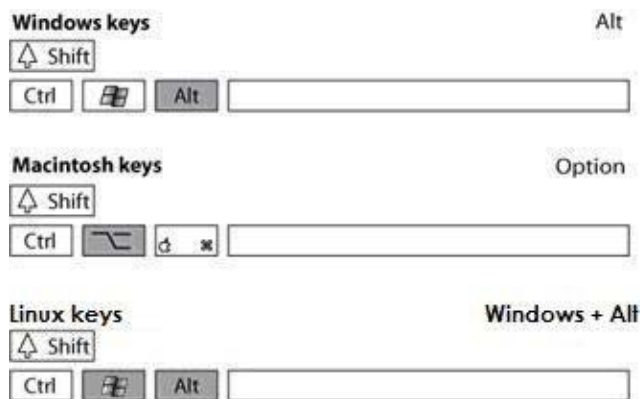 Windows keys Alt
Shift
Ctrl Alt
Macintosh keys Option
Shift
Ctrl ⌥ ⌘
Linux keys Windows + Alt
Shift
Ctrl Alt